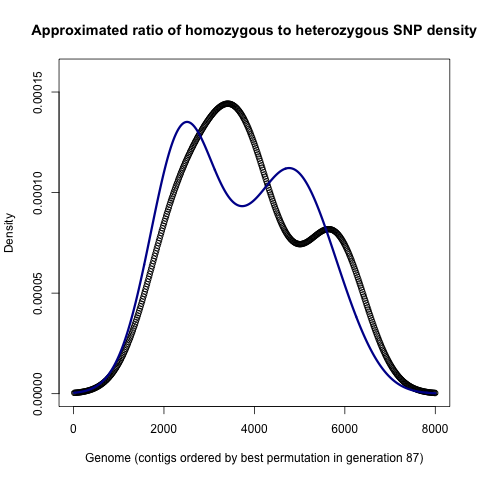 Approximated ratio of homozygous to heterozygous SNP density
0.00015
0.00010
0.00005
0.00000
Density
0 2000 4000 6000 8000
Genome (contigs ordered by best permutation in generation 87)